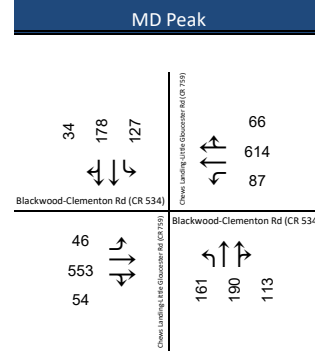 MD Peak
34 178 127
Chews Landing-Little Gloucester Rd (CR 759)
66
614
87
Blackwood-Clementon Rd (CR 534)
46
553
54
Chews Landing-Little Gloucester Rd (CR 759)
Blackwood-Clementon Rd (CR 534
161 190 113